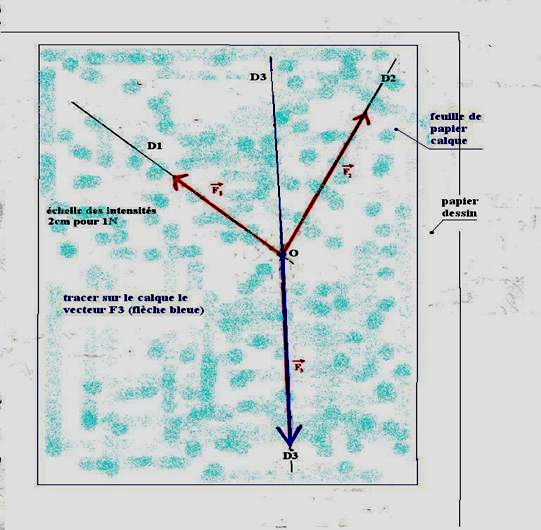 D3
D2
D1
feuille de
papier
calque
F₁
F₂
échelle des intensités
2cm pour 1N
papier
dessin
O
tracer sur le calque le
vecteur F3 (flèche bleue)
F₃
D3